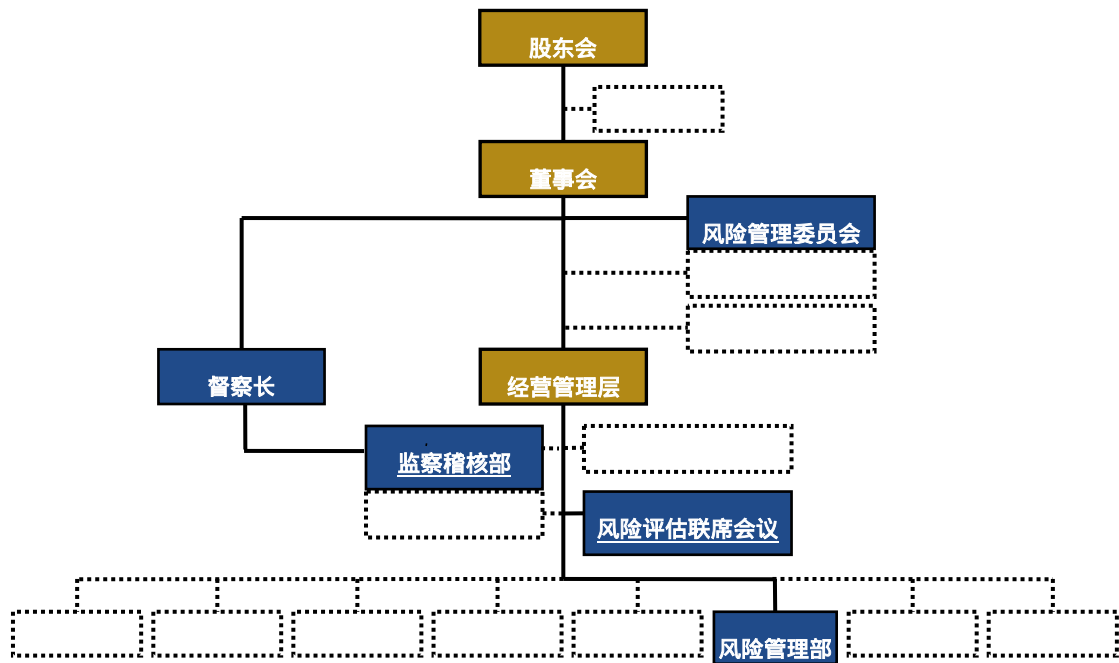 股东会
董事会
风险管理委员会
督察长
经营管理层
监察稽核部
风险评估联席会议
风险管理部